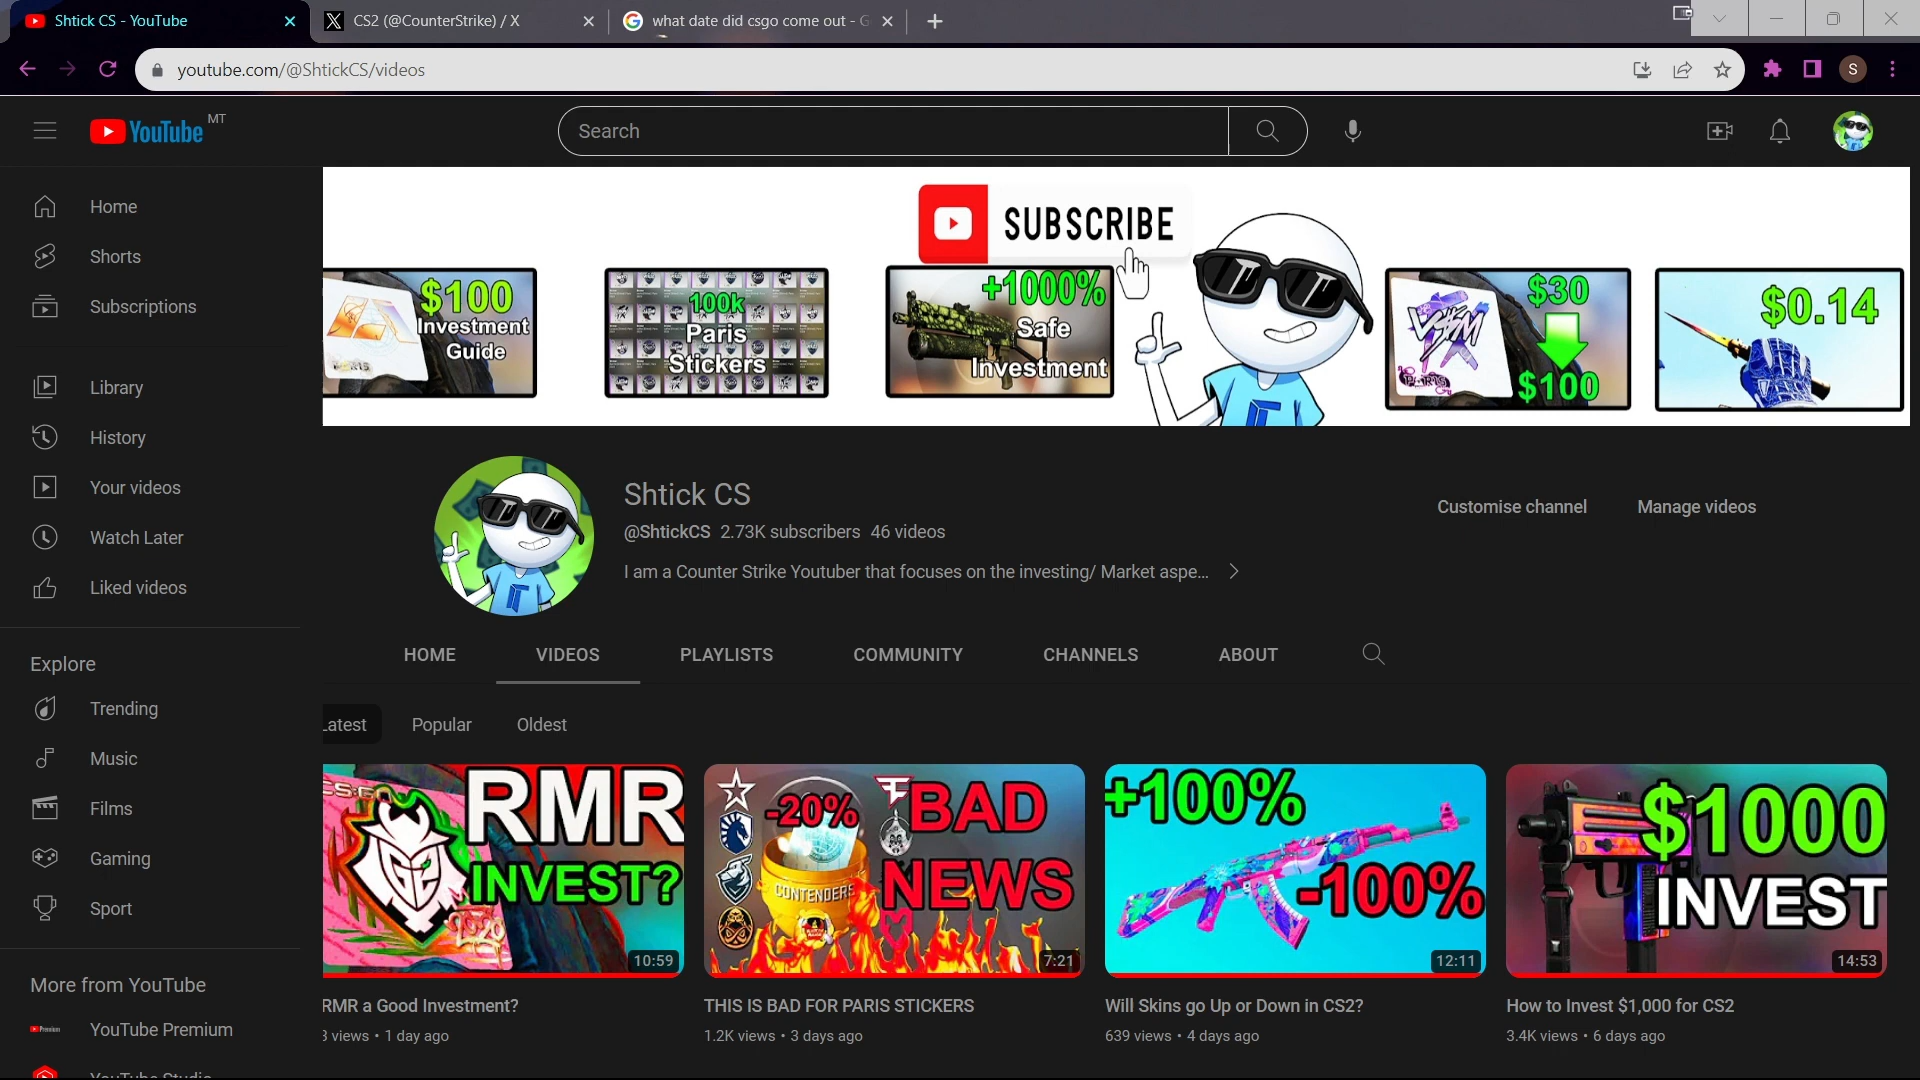 Shtick CS - YouTube
CS2 (@CounterStrike) / X
what date did csgo come out - G
youtube.com/@ShtickCS/videos
S
YouTube MT
Search
Home
Shorts
Subscriptions
Library
History
Your videos
Watch Later
Liked videos
Explore
Trending
Music
Films
Gaming
Sport
More from YouTube
Premium
YouTube Premium
SUBSCRIBE
$100
Investment
Guide
100k
Paris
Stickers
+1000%
Safe
Investment
$30
$100
$0.14
Shtick CS
@ShtickCS 2.73K subscribers 46 videos
I am a Counter Strike Youtuber that focuses on the investing/ Market aspe...
Customise channel
Manage videos
HOME
VIDEOS
PLAYLISTS
COMMUNITY
CHANNELS
ABOUT
Latest
Popular
Oldest
RMR
INVEST?
2020
10:59
-20%
BAD
NEWS
CONTENDERS
7:21
+100%
-100%
12:11
$1000
INVEST
14:53
RMR a Good Investment?
views • 1 day ago
THIS IS BAD FOR PARIS STICKERS
1.2K views • 3 days ago
Will Skins go Up or Down in CS2?
639 views • 4 days ago
How to Invest $1,000 for CS2
3.4K views • 6 days ago